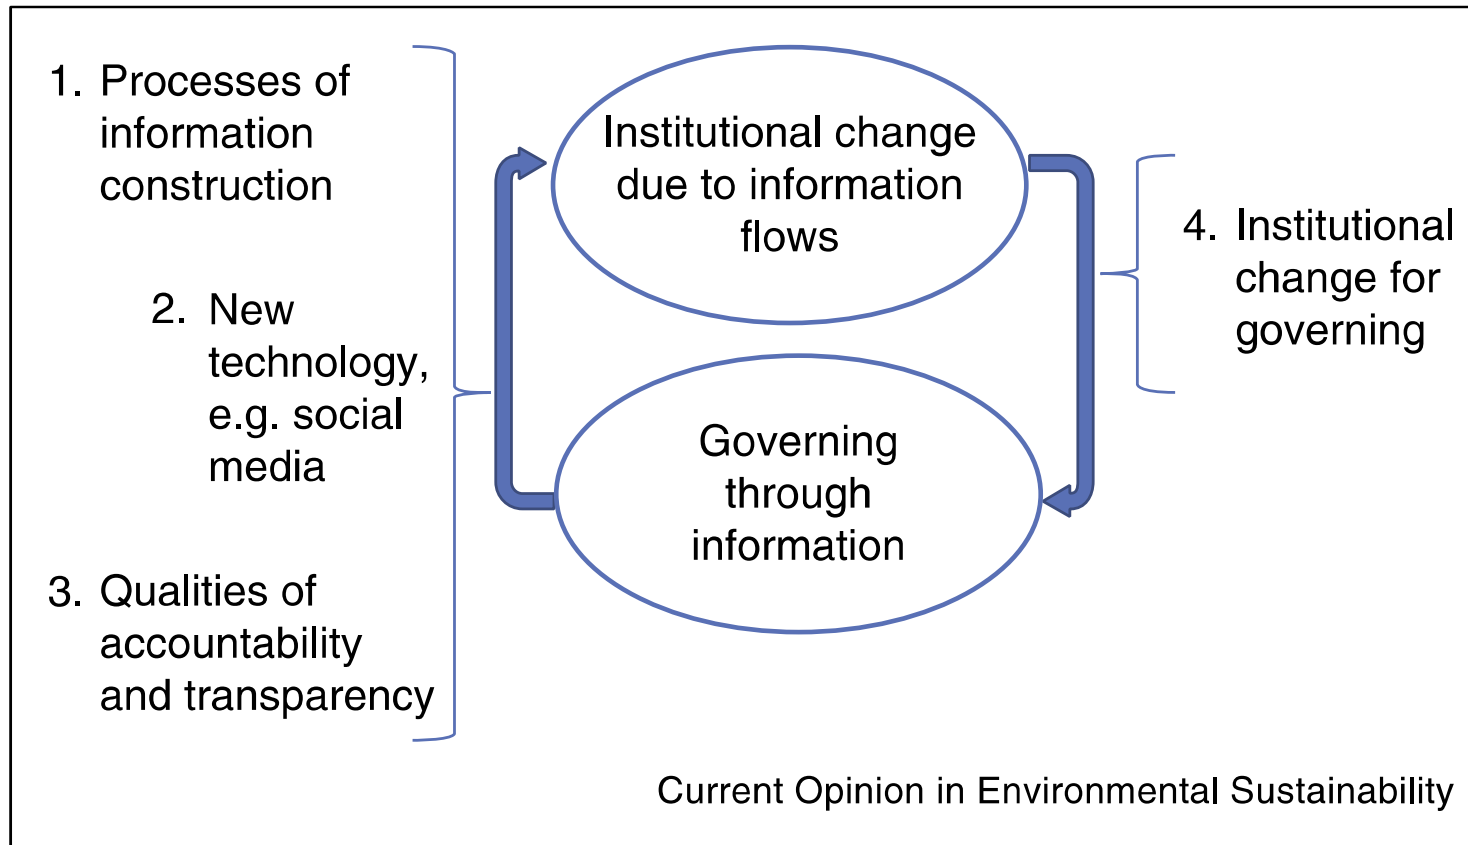 1. Processes of
information
construction
2. New
technology,
e.g. social
media
3. Qualities of
accountability
and transparency
Institutional change
due to information
flows
Governing
through
information
4. Institutional
change for
governing
Current Opinion in Environmental Sustainability